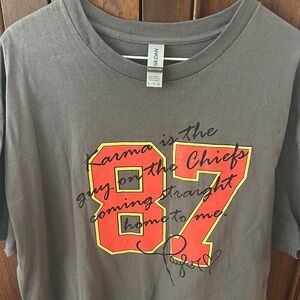 GILDAN
87
Karma is the
guy on the Chiefs
coming straight
home to me.